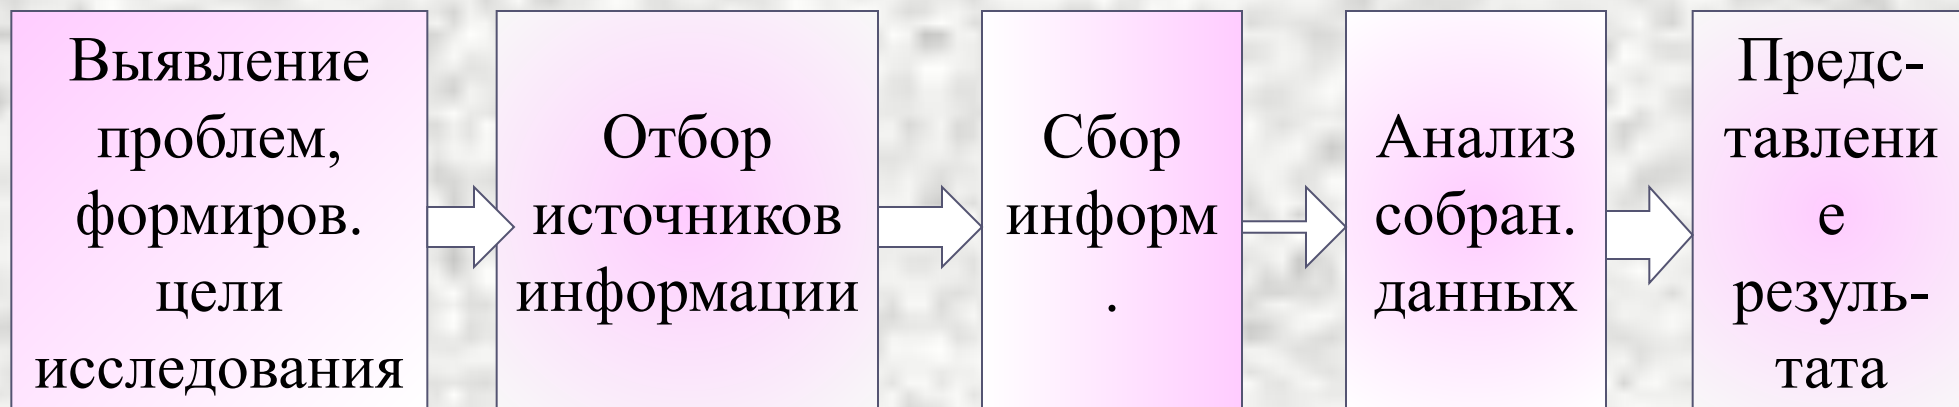 Выявление
проблем,
формиров.
цели
исследования
Отбор
источников
информации
Сбор
информ
.
Анализ
собран.
данных
Предс-
тавлени
е
резуль-
тата